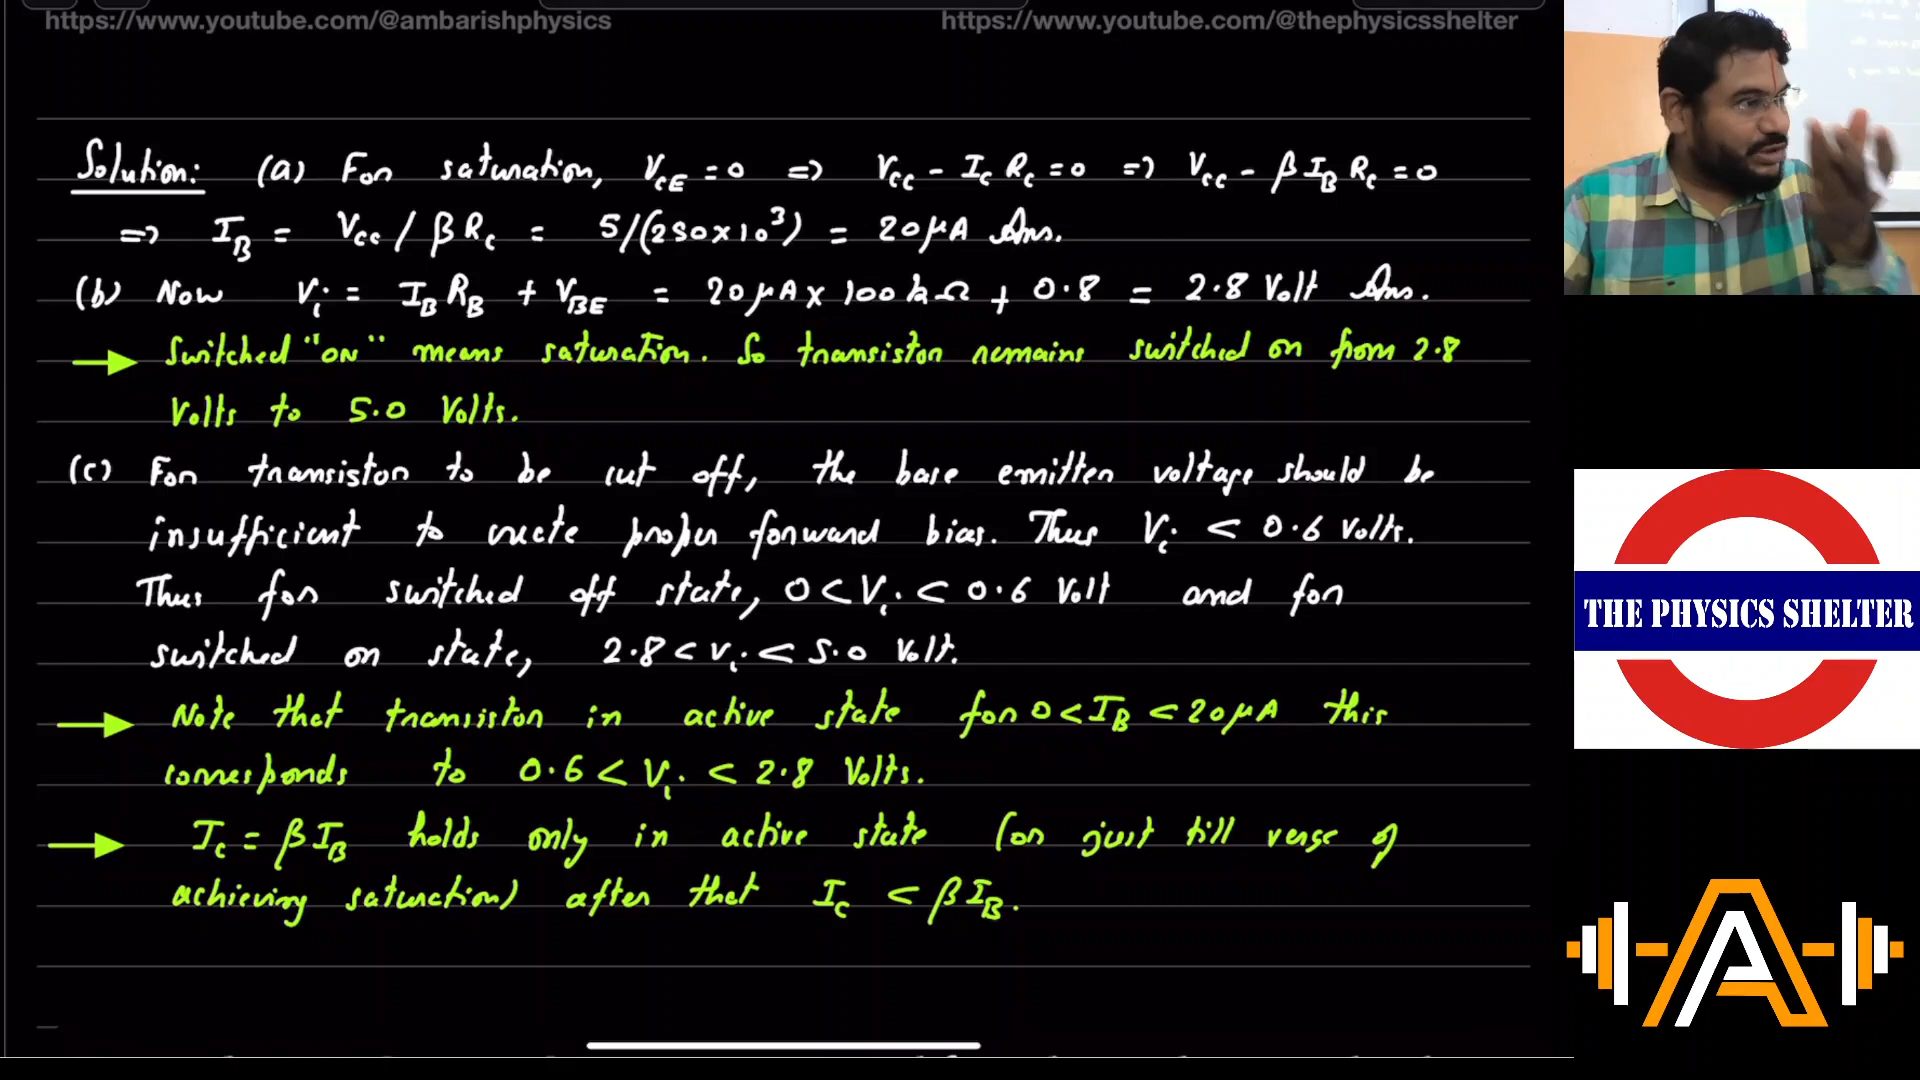 https://www.youtube.com/@ambarishphysics https://www.youtube.com/@thephysicsshelter
Solution: (a) For saturation, V_CE = 0 => V_cc - I_c R_c = 0 => V_cc - β I_B R_c = 0
=> I_B = V_cc / β R_c = 5/(250×10^3) = 20 μA Ans.
(b) Now V_i = I_B R_B + V_BE = 20 μA × 100 kΩ + 0.8 = 2.8 Volt Ans.
→ Switched "ON" means saturation. So transistor remains switched on from 2.8
Volts to 5.0 Volts.
(c) For transistor to be cut off, the base emitter voltage should be
insufficient to create proper forward bias. Thus V_i < 0.6 Volts.
Thus for switched off state, 0 < V_i < 0.6 Volt and for
switched on state, 2.8 < V_i < 5.0 Volt.
→ Note that transistor in active state for 0 < I_B < 20 μA this
corresponds to 0.6 < V_i < 2.8 Volts.
→ I_c = β I_B holds only in active state (or just till verge of
achieving saturation) after that I_c < β I_B.
THE PHYSICS SHELTER
A